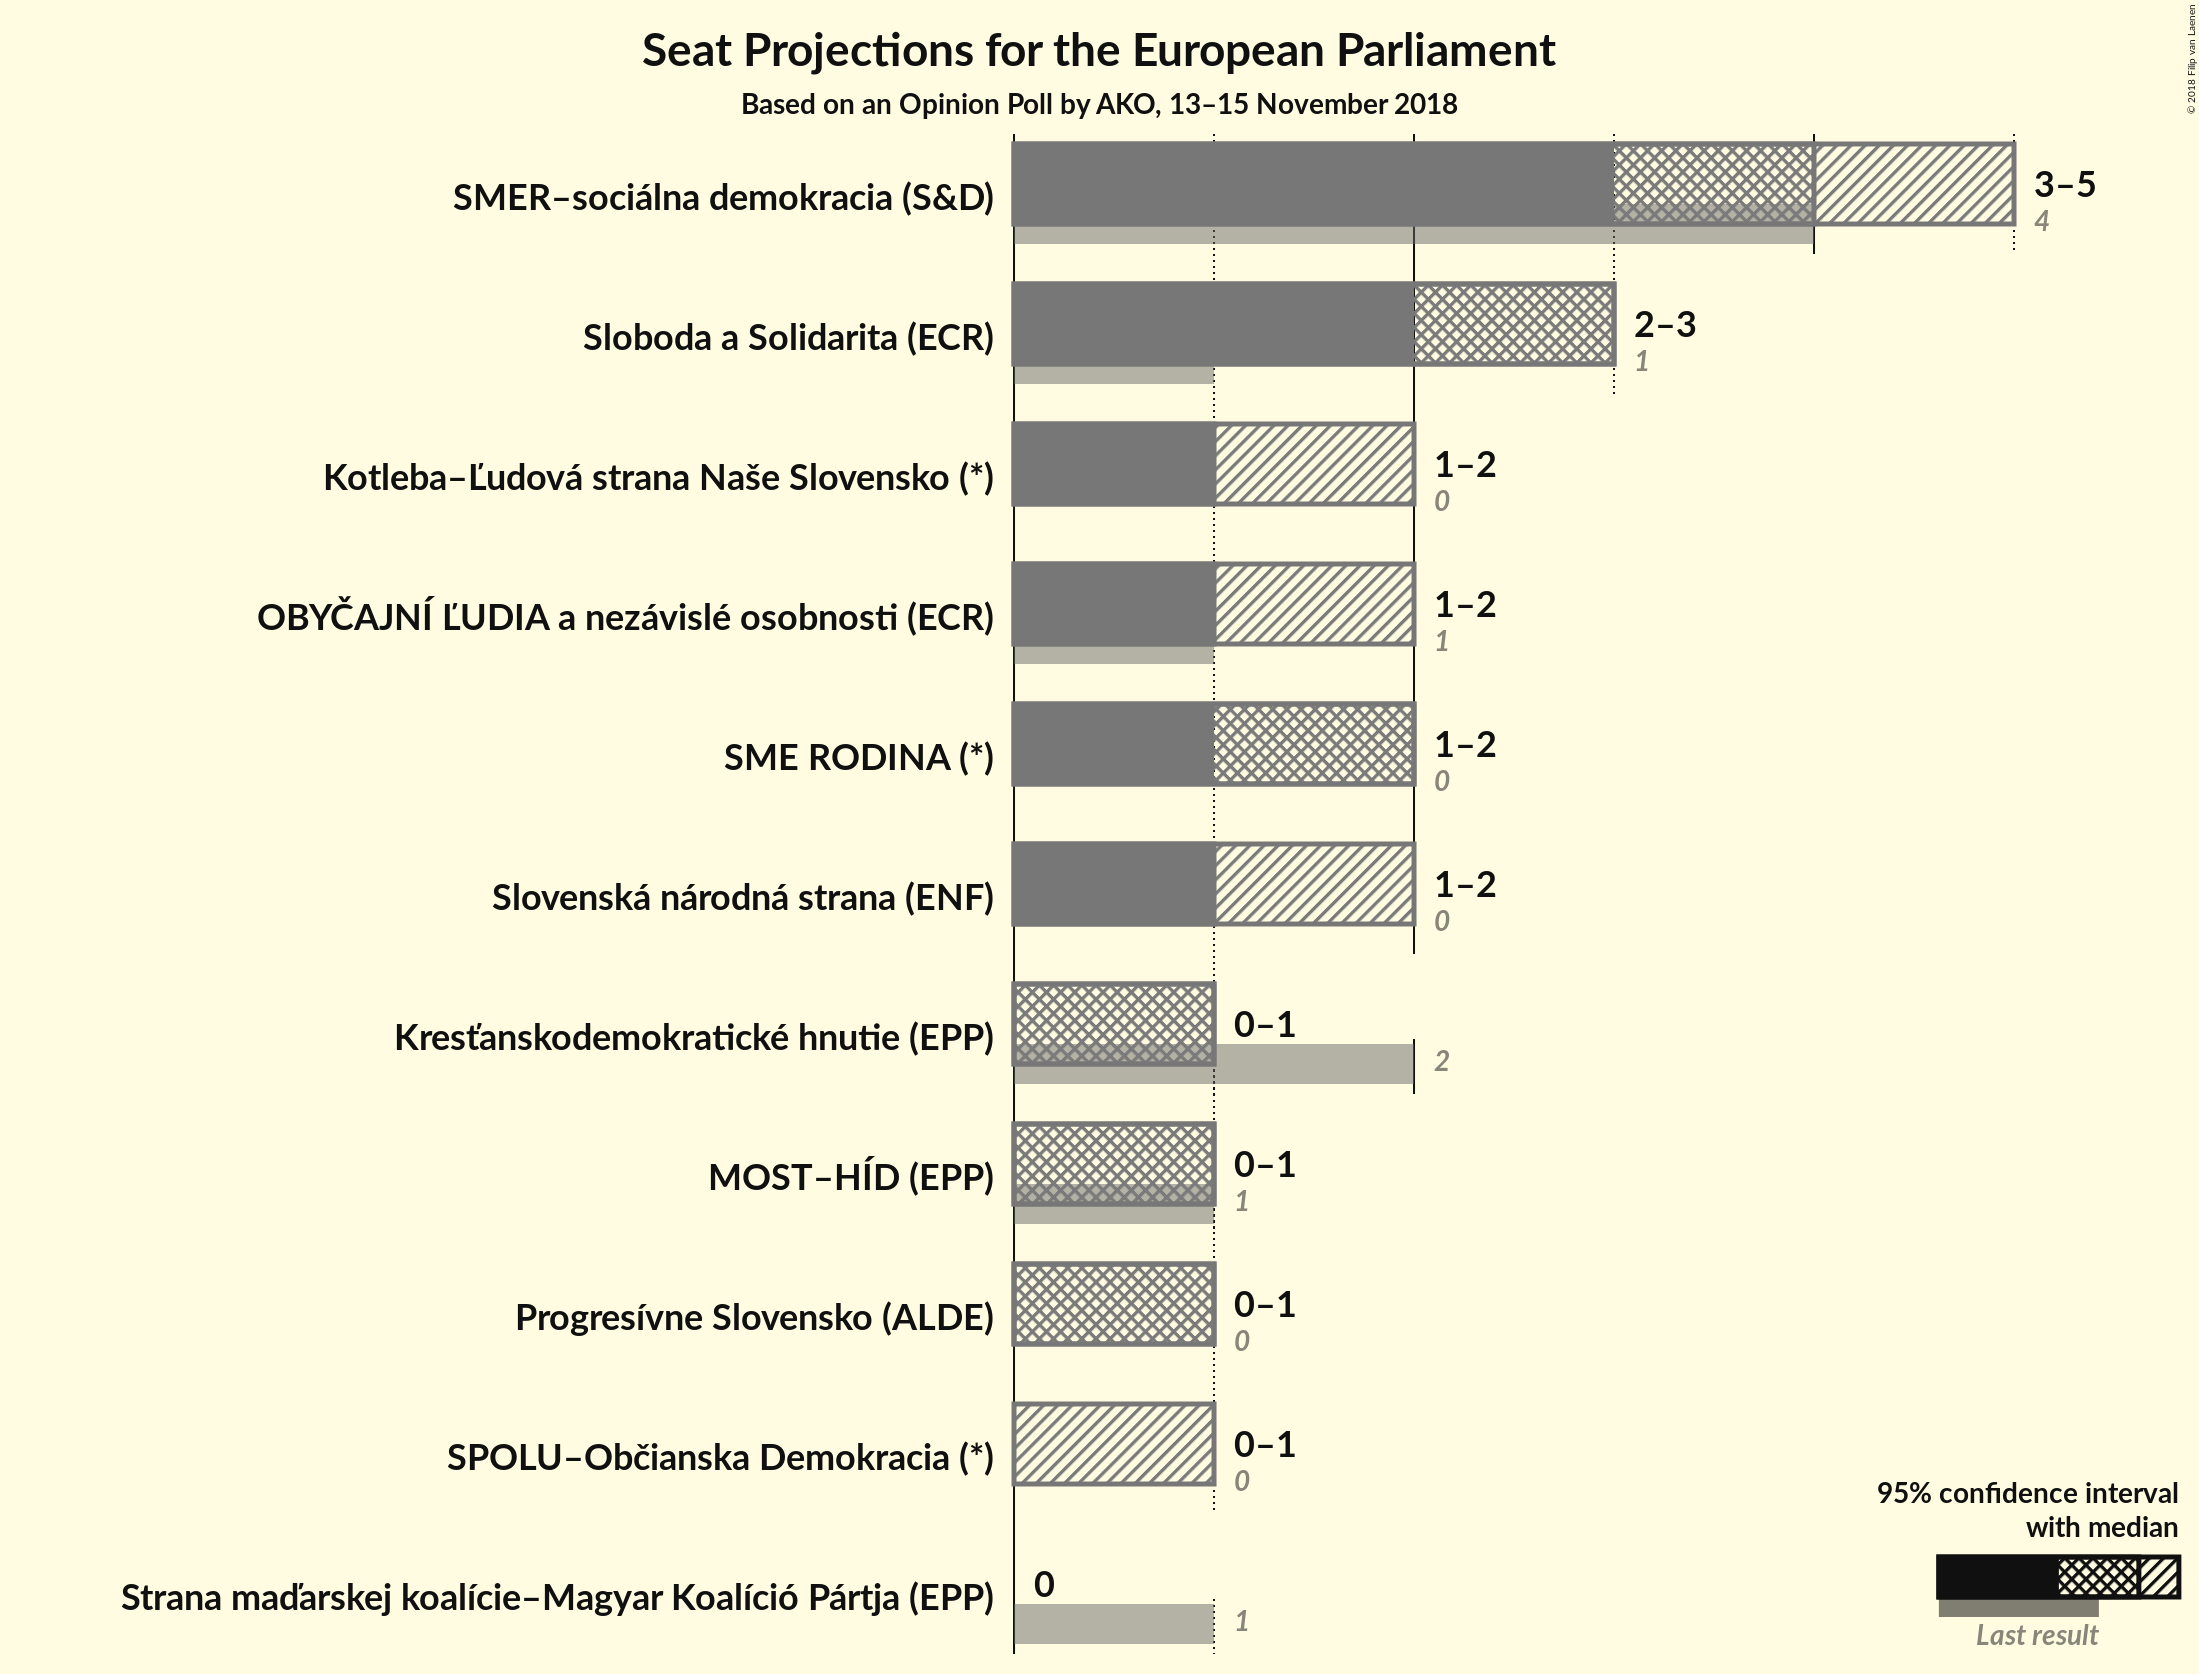 Seat Projections for the European Parliament
Based on an Opinion Poll by AKO, 13–15 November 2018
© 2018 Filip van Laenen
SMER–sociálna demokracia (S&D)
3–5
4
Sloboda a Solidarita (ECR)
2–3
1
Kotleba–Ľudová strana Naše Slovensko (*)
1–2
0
OBYČAJNÍ ĽUDIA a nezávislé osobnosti (ECR)
1–2
1
SME RODINA (*)
1–2
0
Slovenská národná strana (ENF)
1–2
0
Kresťanskodemokratické hnutie (EPP)
0–1
2
MOST–HÍD (EPP)
0–1
1
Progresívne Slovensko (ALDE)
0–1
0
SPOLU–Občianska Demokracia (*)
0–1
0
Strana maďarskej koalície–Magyar Koalíció Pártja (EPP)
0
1
95% confidence interval
with median
Last result